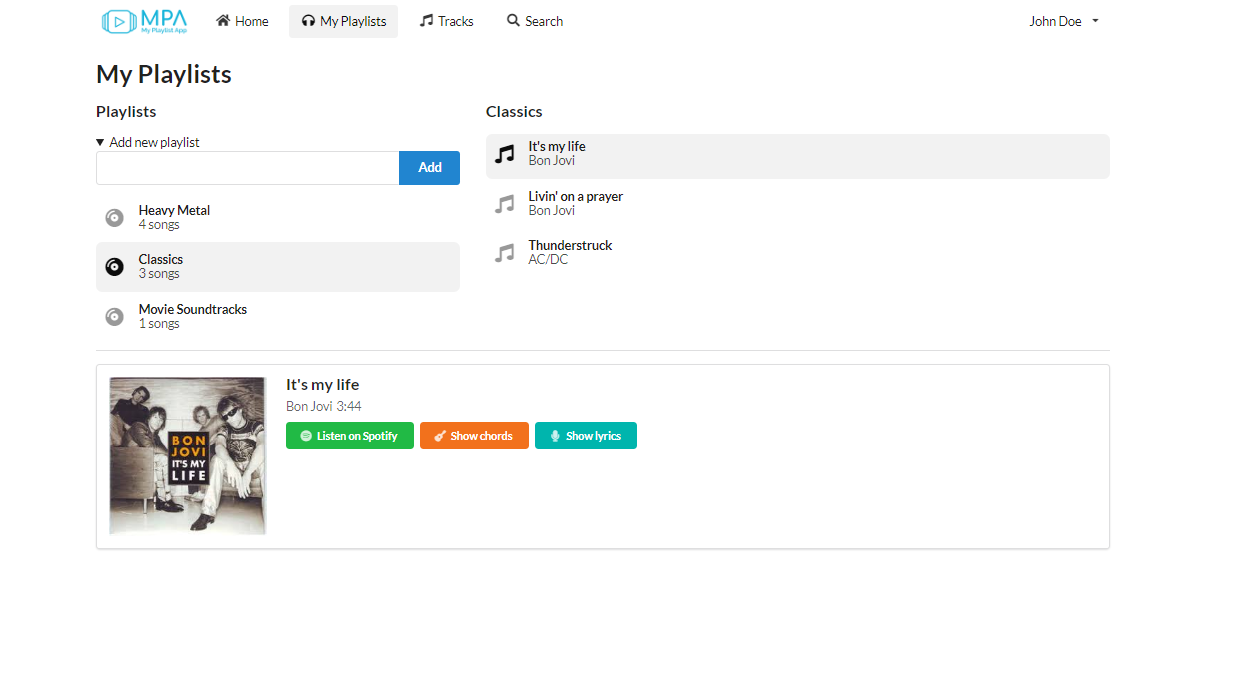 MPA
My Playlist App
Home
My Playlists
Tracks
Search
John Doe
My Playlists
Playlists
Add new playlist
Add
Heavy Metal
4 songs
Classics
3 songs
Movie Soundtracks
1 songs
Classics
It's my life
Bon Jovi
Livin' on a prayer
Bon Jovi
Thunderstruck
AC/DC
BON
JOVI
IT'S MY
LIFE
It's my life
Bon Jovi 3:44
Listen on Spotify
Show chords
Show lyrics